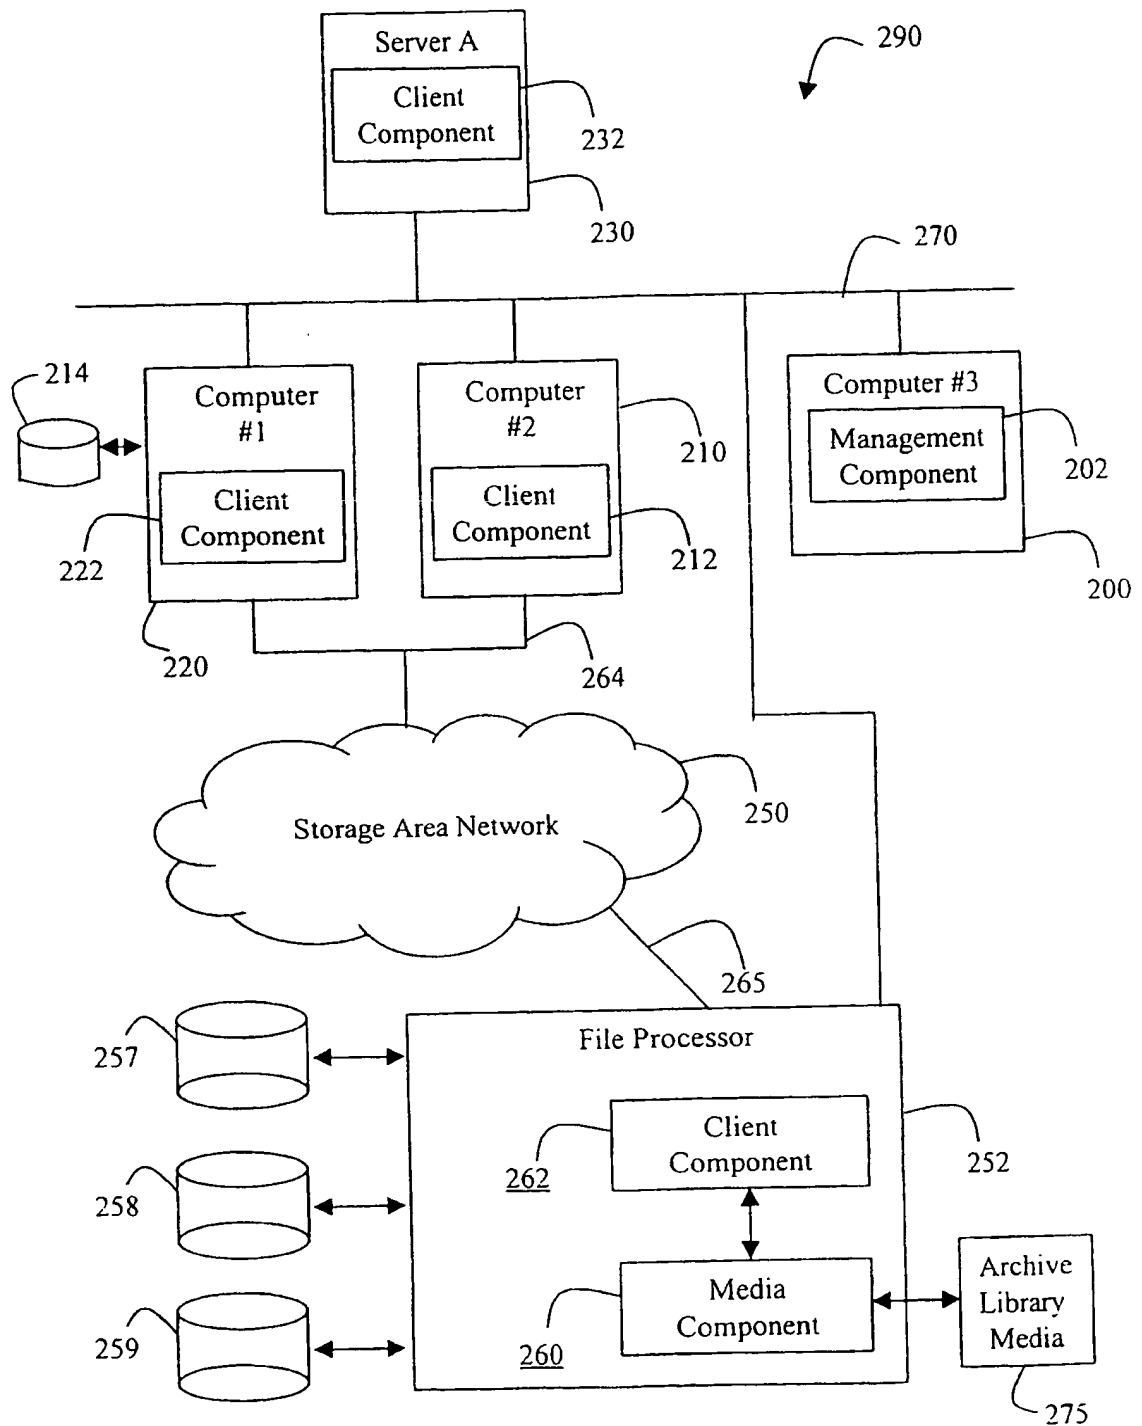 Server A
Client
Component
232
230
290
270
214
Computer
#1
Client
Component
222
220
Computer
#2
210
Client
Component
212
264
Computer #3
Management
Component
202
200
Storage Area Network
250
265
257
258
259
File Processor
Client
Component
262
252
Media
Component
260
Archive
Library
Media
275